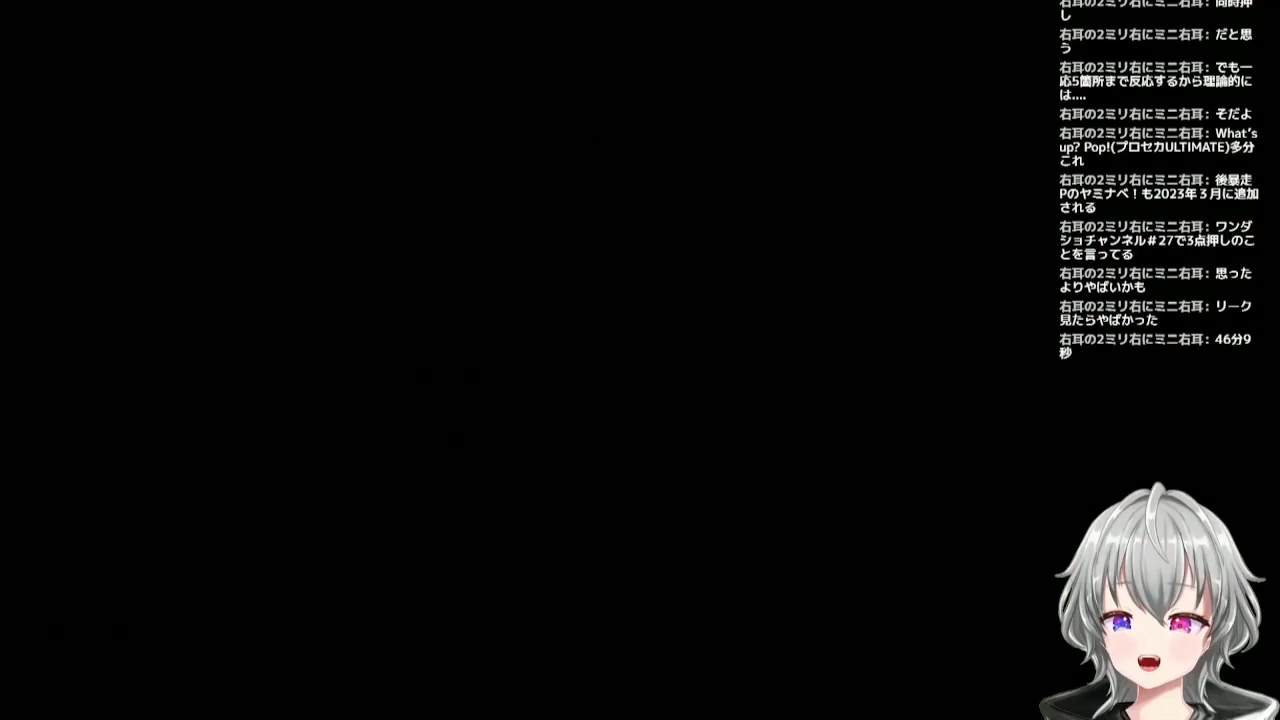 右耳の2ミリ右にミニ右耳: 同時押
し
右耳の2ミリ右にミニ右耳: だと思
う
右耳の2ミリ右にミニ右耳: でも一
応5箇所まで反応するから理論的に
は....
右耳の2ミリ右にミニ右耳: そだよ
右耳の2ミリ右にミニ右耳: What's
up? Pop!(プロセカULTIMATE)多分
これ
右耳の2ミリ右にミニ右耳: 後暴走
Pのヤミナベ！も2023年３月に追加
される
右耳の2ミリ右にミニ右耳: ワンダ
ショチャンネル＃27で3点押しのこ
とを言ってる
右耳の2ミリ右にミニ右耳: 思った
よりやばいかも
右耳の2ミリ右にミニ右耳: リーク
見たらやばかった
右耳の2ミリ右にミニ右耳: 46分9
秒